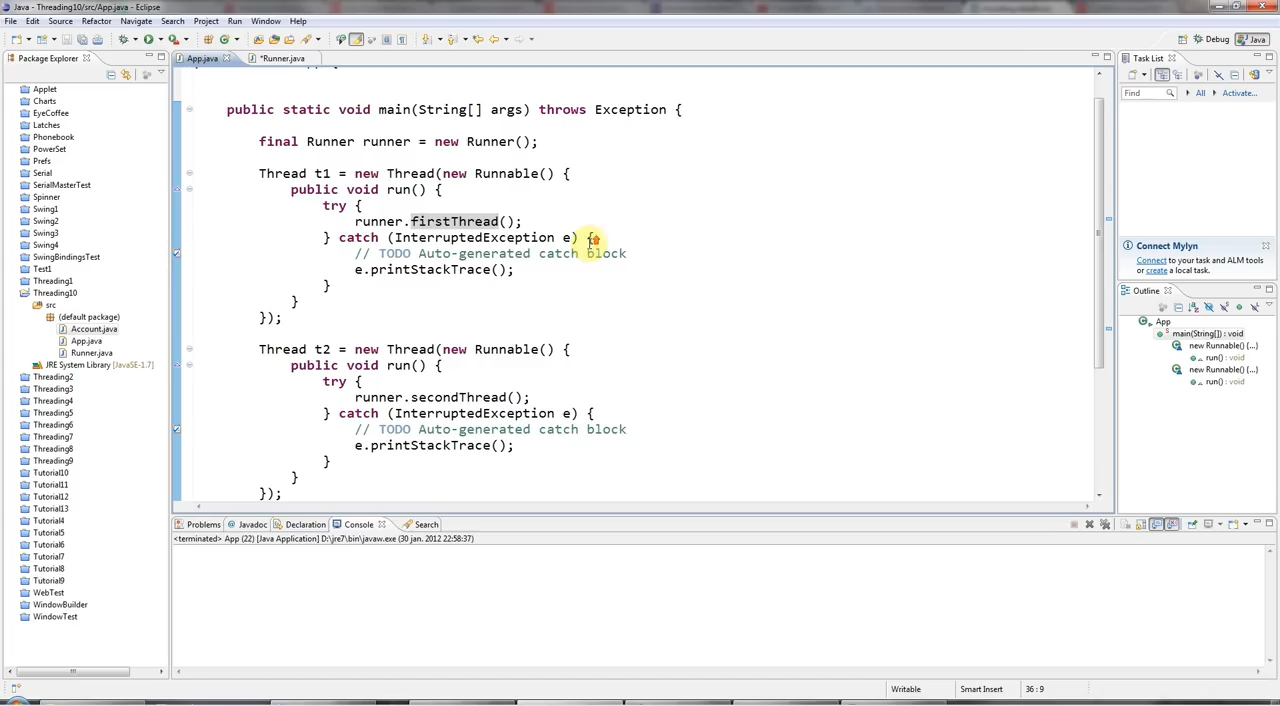 Java - Threading10/src/App.java - Eclipse
File Edit Source Refactor Navigate Search Project Run Window Help
Debug Java
Package Explorer
App.java *Runner.java
Task List
Applet
Charts
EyeCoffee
Latches
Phonebook
PowerSet
Prefs
Serial
SerialMasterTest
Spinner
Swing1
Swing2
Swing3
Swing4
SwingBindingsTest
Test1
Threading1
Threading10
src
(default package)
Account.java
App.java
Runner.java
JRE System Library [JavaSE-1.7]
Threading2
Threading3
Threading4
Threading5
Threading6
Threading7
Threading8
Threading9
Tutorial10
Tutorial11
Tutorial12
Tutorial13
Tutorial4
Tutorial5
Tutorial6
Tutorial7
Tutorial8
Tutorial9
WebTest
WindowBuilder
WindowTest
public static void main(String[] args) throws Exception {
final Runner runner = new Runner();
Thread t1 = new Thread(new Runnable() {
public void run() {
try {
runner.firstThread();
} catch (InterruptedException e) {
// TODO Auto-generated catch block
e.printStackTrace();
}
}
});
Thread t2 = new Thread(new Runnable() {
public void run() {
try {
runner.secondThread();
} catch (InterruptedException e) {
// TODO Auto-generated catch block
e.printStackTrace();
}
}
});
Find All Activate...
Connect Mylyn
Connect to your task and ALM tools
or create a local task.
Outline
App
main(String[]) : void
new Runnable() {...}
run() : void
new Runnable() {...}
run() : void
Problems Javadoc Declaration Console Search
<terminated> App (22) [Java Application] D:\jre7\bin\javaw.exe (30 jan. 2012 22:58:37)
Writable Smart Insert 36 : 9